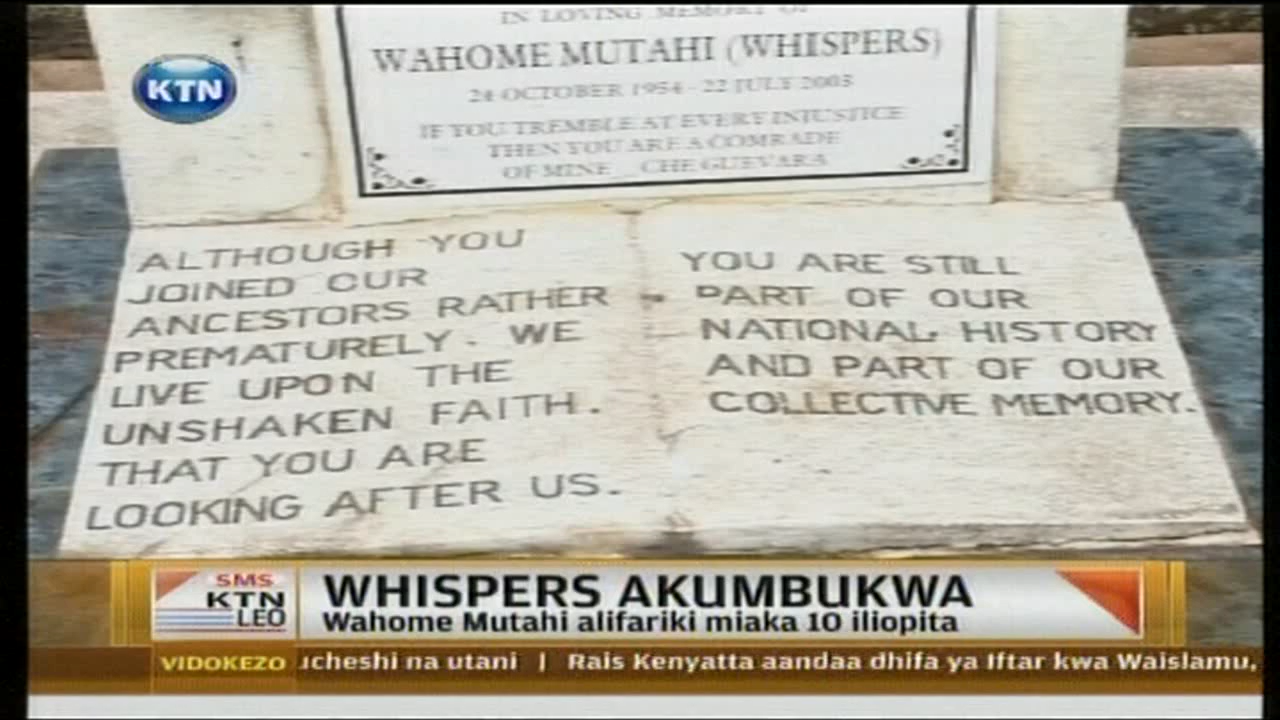 IN LOVING MEMORY OF
WAHOME MUTAHI (WHISPERS)
24 OCTOBER 1954 - 22 JULY 2003
IF YOU TREMBLE AT EVERY INJUSTICE
THEN YOU ARE A COMRADE
OF MINE _ CHE GUEVARA
KTN
ALTHOUGH YOU
JOINED OUR
ANCESTORS RATHER
PREMATURELY. WE
LIVE UPON THE
UNSHAKEN FAITH.
THAT YOU ARE
LOOKING AFTER US.
YOU ARE STILL
PART OF OUR
NATIONAL HISTORY
AND PART OF OUR
COLLECTIVE MEMORY.
SMS
KTN
LEO
WHISPERS AKUMBUKWA
Wahome Mutahi alifariki miaka 10 iliopita
VIDOKEZO ucheshi na utani | Rais Kenyatta aandaa dhifa ya Iftar kwa Waislamu,